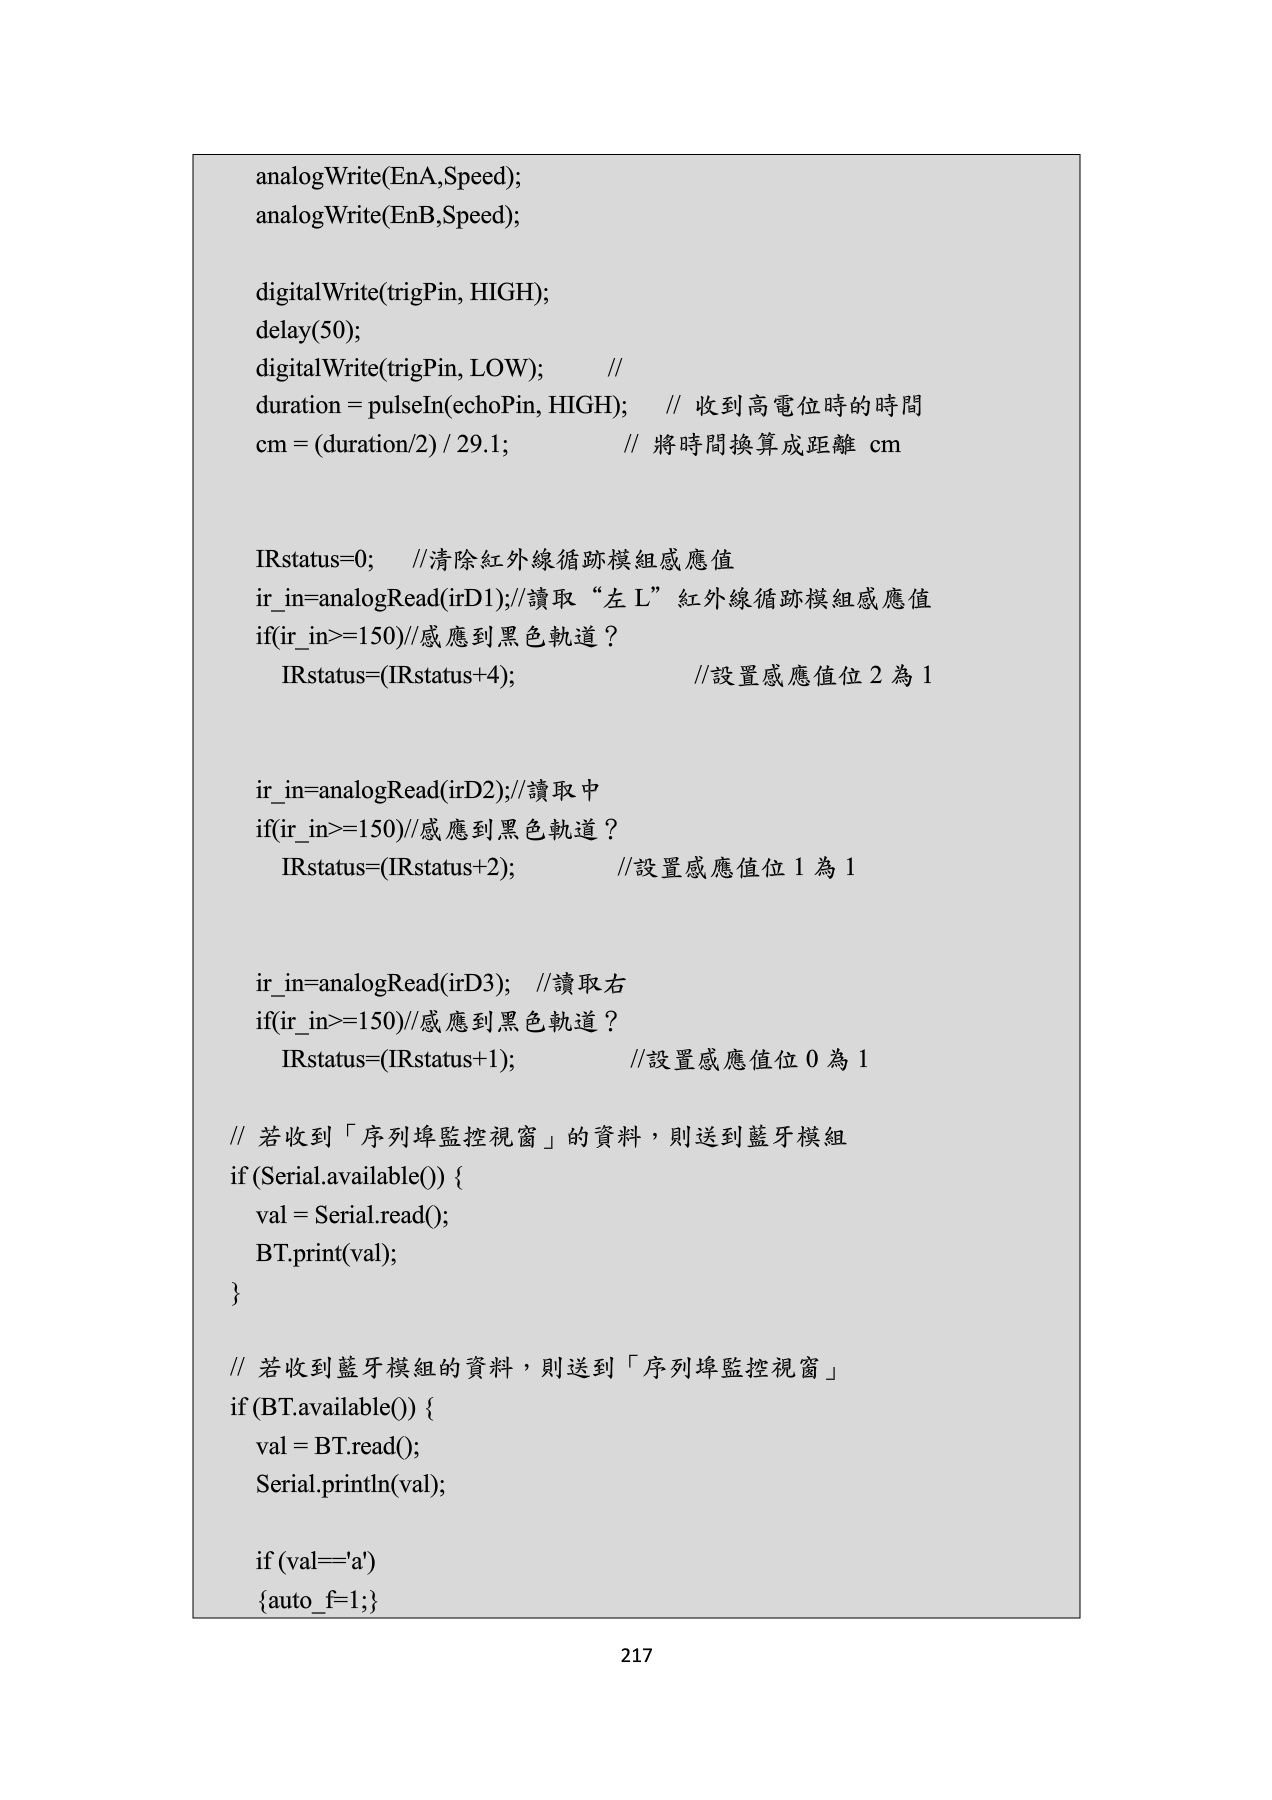 analogWrite(EnA,Speed);
analogWrite(EnB,Speed);
digitalWrite(trigPin, HIGH);
delay(50);
digitalWrite(trigPin, LOW); //
duration = pulseIn(echoPin, HIGH); // 收到高電位時的時間
cm = (duration/2) / 29.1; // 將時間換算成距離 cm
IRstatus=0; //清除紅外線循跡模組感應值
ir_in=analogRead(irD1);//讀取“左 L”紅外線循跡模組感應值
if(ir_in>=150)//感應到黑色軌道？
IRstatus=(IRstatus+4); //設置感應值位 2 為 1
ir_in=analogRead(irD2);//讀取中
if(ir_in>=150)//感應到黑色軌道？
IRstatus=(IRstatus+2); //設置感應值位 1 為 1
ir_in=analogRead(irD3); //讀取右
if(ir_in>=150)//感應到黑色軌道？
IRstatus=(IRstatus+1); //設置感應值位 0 為 1
// 若收到「序列埠監控視窗」的資料，則送到藍牙模組
if (Serial.available()) {
val = Serial.read();
BT.print(val);
}
// 若收到藍牙模組的資料，則送到「序列埠監控視窗」
if (BT.available()) {
val = BT.read();
Serial.println(val);
if (val=='a')
{auto_f=1;}
217